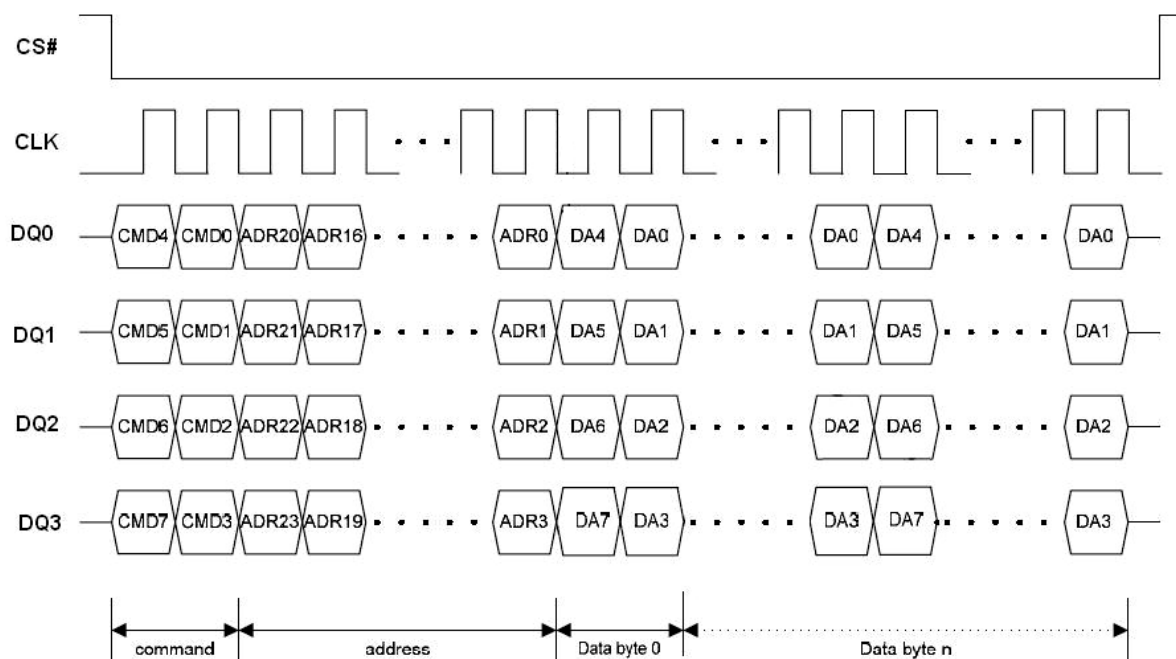 CS#
CLK
DQ0 CMD4 CMD0 ADR20 ADR16 ADR0 DA4 DA0 DA0 DA4 DA0
DQ1 CMD5 CMD1 ADR21 ADR17 ADR1 DA5 DA1 DA1 DA5 DA1
DQ2 CMD6 CMD2 ADR22 ADR18 ADR2 DA6 DA2 DA2 DA6 DA2
DQ3 CMD7 CMD3 ADR23 ADR19 ADR3 DA7 DA3 DA3 DA7 DA3
command address Data byte 0 Data byte n